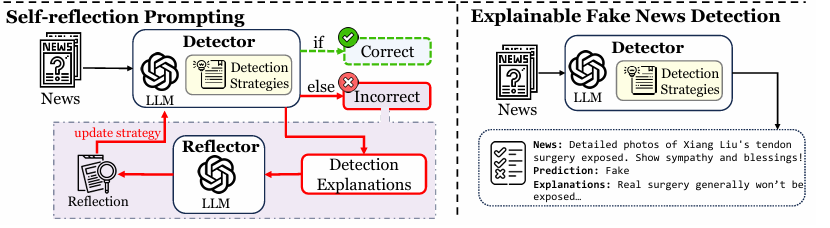 Self-reflection Prompting
NEWS
News
Detector
LLM
Detection
Strategies
if
Correct
else
Incorrect
update strategy
Reflection
Reflector
LLM
Detection
Explanations
Explainable Fake News Detection
NEWS
News
Detector
LLM
Detection
Strategies
News: Detailed photos of Xiang Liu's tendon
surgery exposed. Show sympathy and blessings!
Prediction: Fake
Explanations: Real surgery generally won't be
exposed…